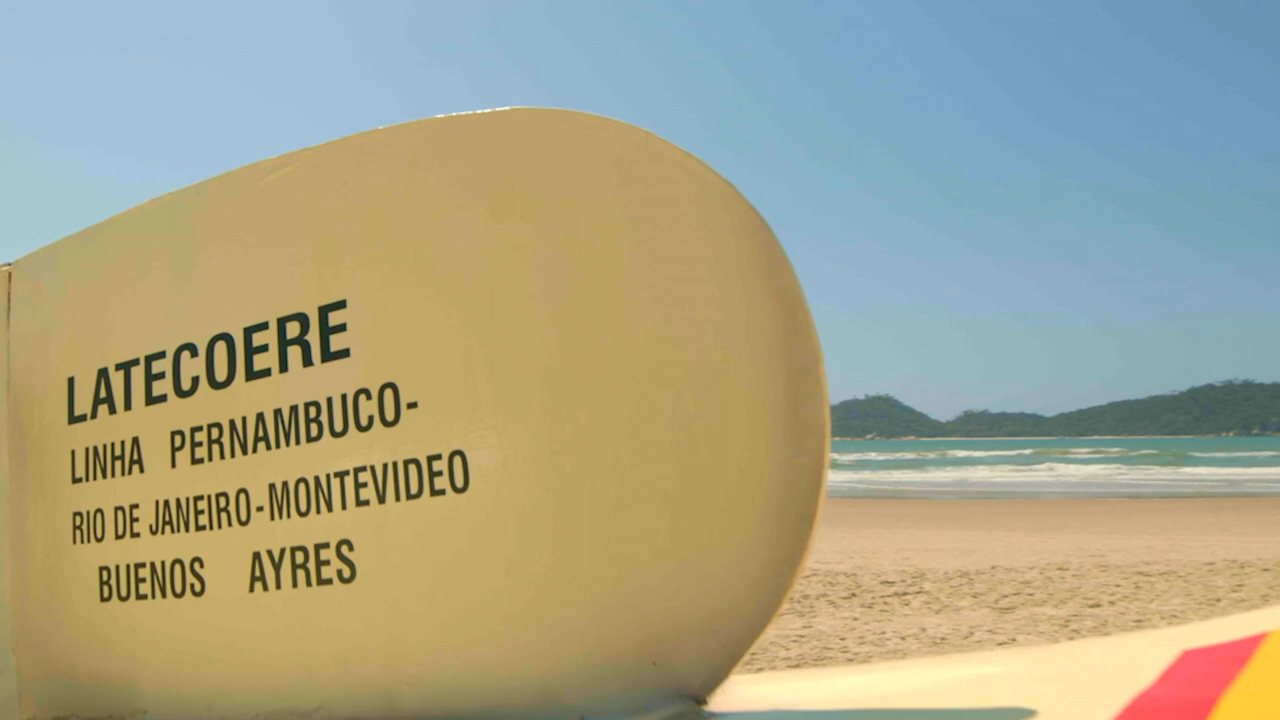 LATECOERE
LINHA PERNAMBUCO-
RIO DE JANEIRO-MONTEVIDEO
BUENOS AYRES